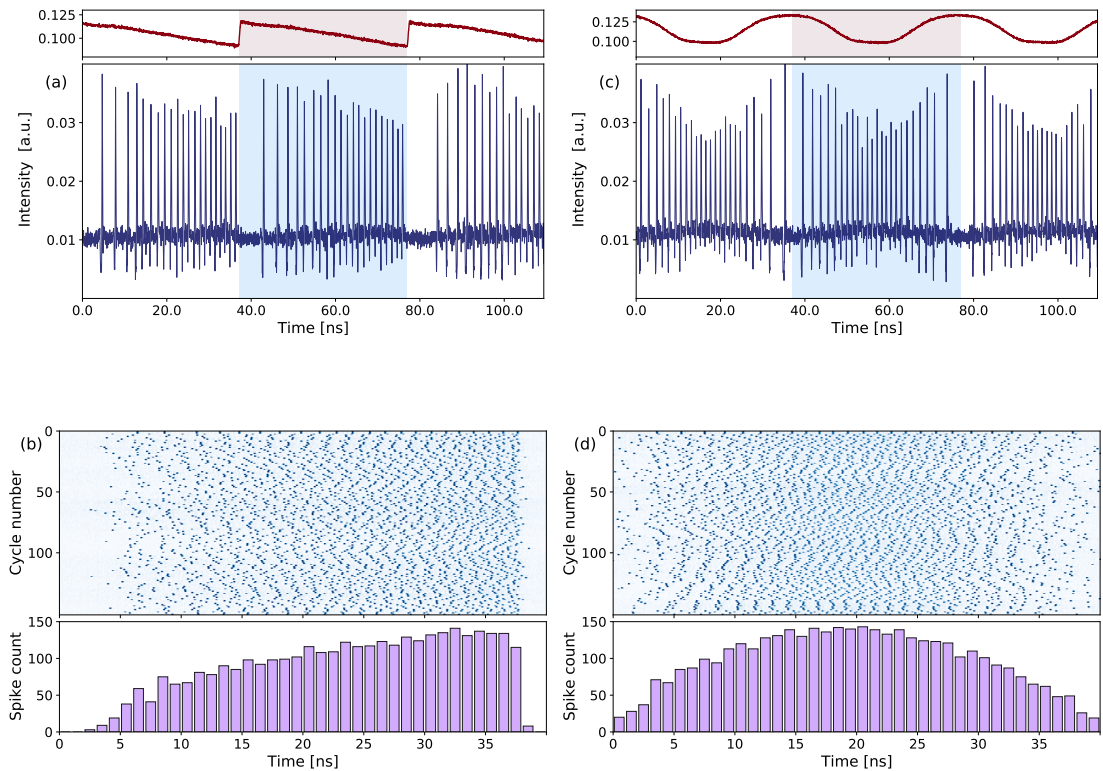 0.125
0.100
(a)
0.03
0.02
0.01
Intensity [a.u.]
0.0 20.0 40.0 60.0 80.0 100.0
Time [ns]
0.125
0.100
(c)
0.03
0.02
0.01
Intensity [a.u.]
0.0 20.0 40.0 60.0 80.0 100.0
Time [ns]
(b)
0
50
100
Cycle number
150
100
50
0
Spike count
0 5 10 15 20 25 30 35
Time [ns]
(d)
0
50
100
Cycle number
150
100
50
0
Spike count
0 5 10 15 20 25 30 35
Time [ns]